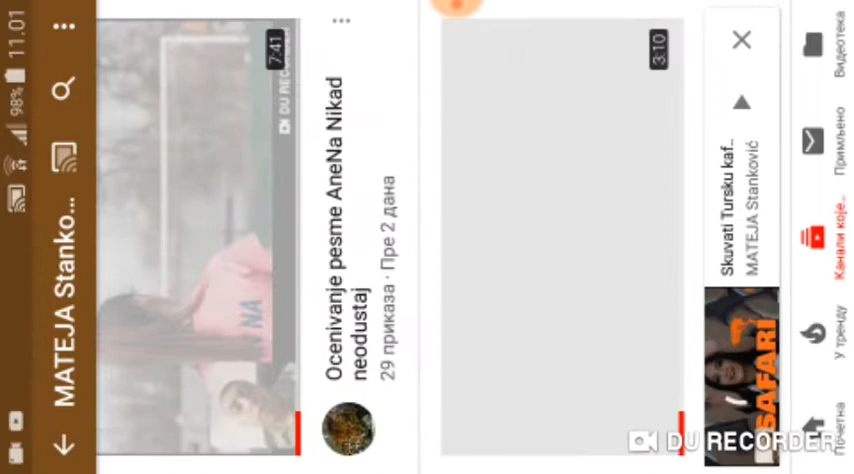 98% 11.01
MATEJA Stanko...
DU RECORDER
7:41
Ocenivanje pesme AneNa Nikad
neodustaj
29 приказа · Пре 2 дана
3:10
Skuvati Tursku kaf..
MATEJA Stanković
SAFARI
Почетна
У тренду
Канали које..
Примљено
Видеотека
DU RECORDER